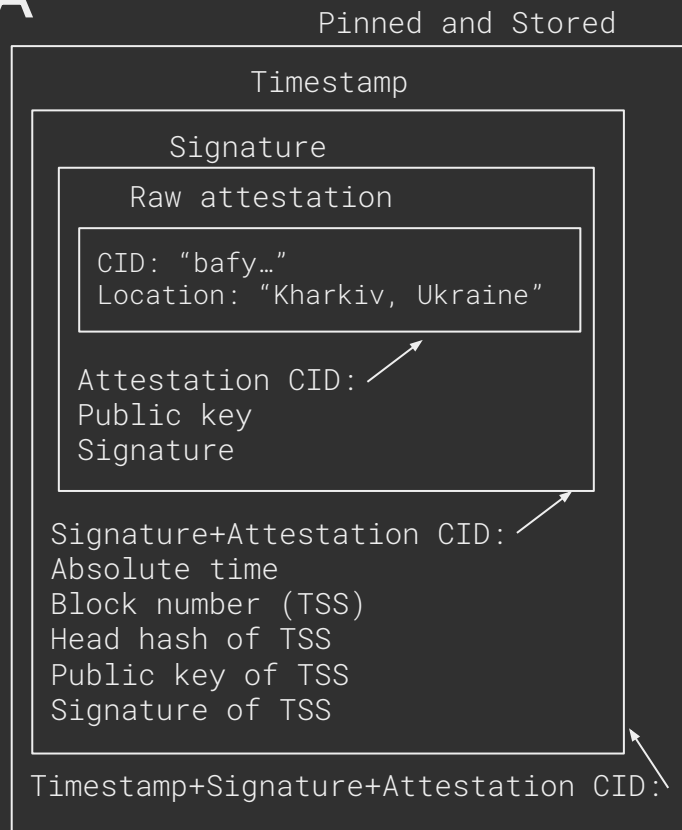 Pinned and Stored
Timestamp
Signature
Raw attestation
CID: “bafy…”
Location: “Kharkiv, Ukraine”
Attestation CID:
Public key
Signature
Signature+Attestation CID:
Absolute time
Block number (TSS)
Head hash of TSS
Public key of TSS
Signature of TSS
Timestamp+Signature+Attestation CID: